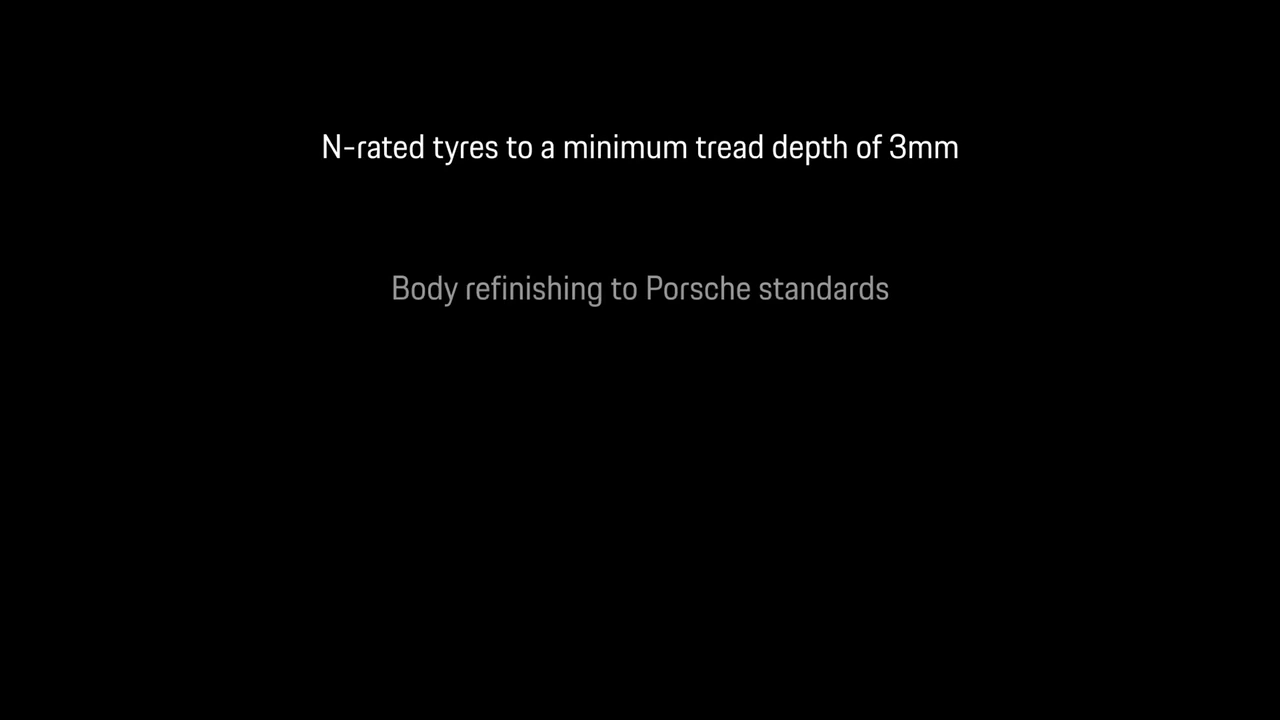 N-rated tyres to a minimum tread depth of 3mm
Body refinishing to Porsche standards